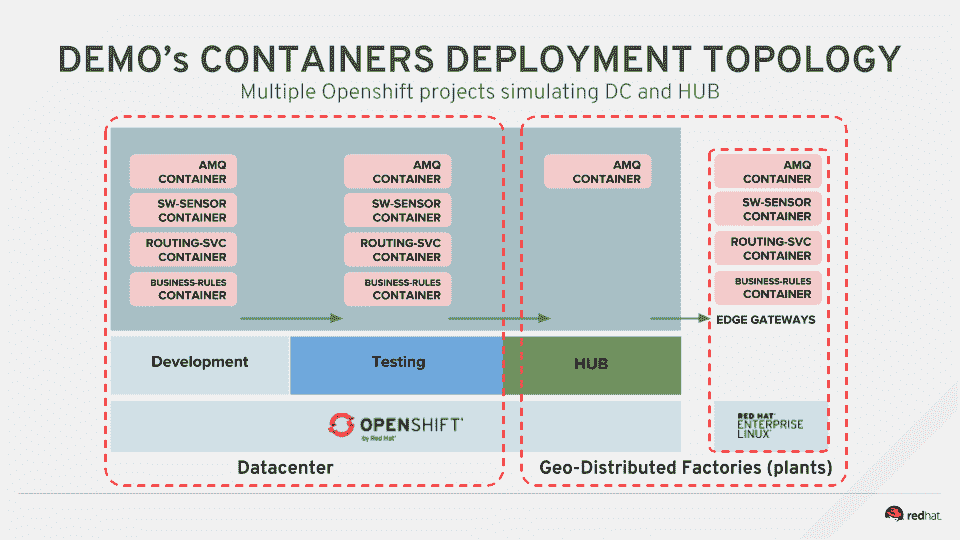 DEMO's CONTAINERS DEPLOYMENT TOPOLOGY
Multiple Openshift projects simulating DC and HUB
AMQ
CONTAINER
SW-SENSOR
CONTAINER
ROUTING-SVC
CONTAINER
BUSINESS-RULES
CONTAINER
AMQ
CONTAINER
SW-SENSOR
CONTAINER
ROUTING-SVC
CONTAINER
BUSINESS-RULES
CONTAINER
AMQ
CONTAINER
AMQ
CONTAINER
SW-SENSOR
CONTAINER
ROUTING-SVC
CONTAINER
BUSINESS-RULES
CONTAINER
EDGE GATEWAYS
Development
Testing
HUB
OPENSHIFT
by Red Hat®
RED HAT®
ENTERPRISE
LINUX®
Datacenter
Geo-Distributed Factories (plants)
redhat.